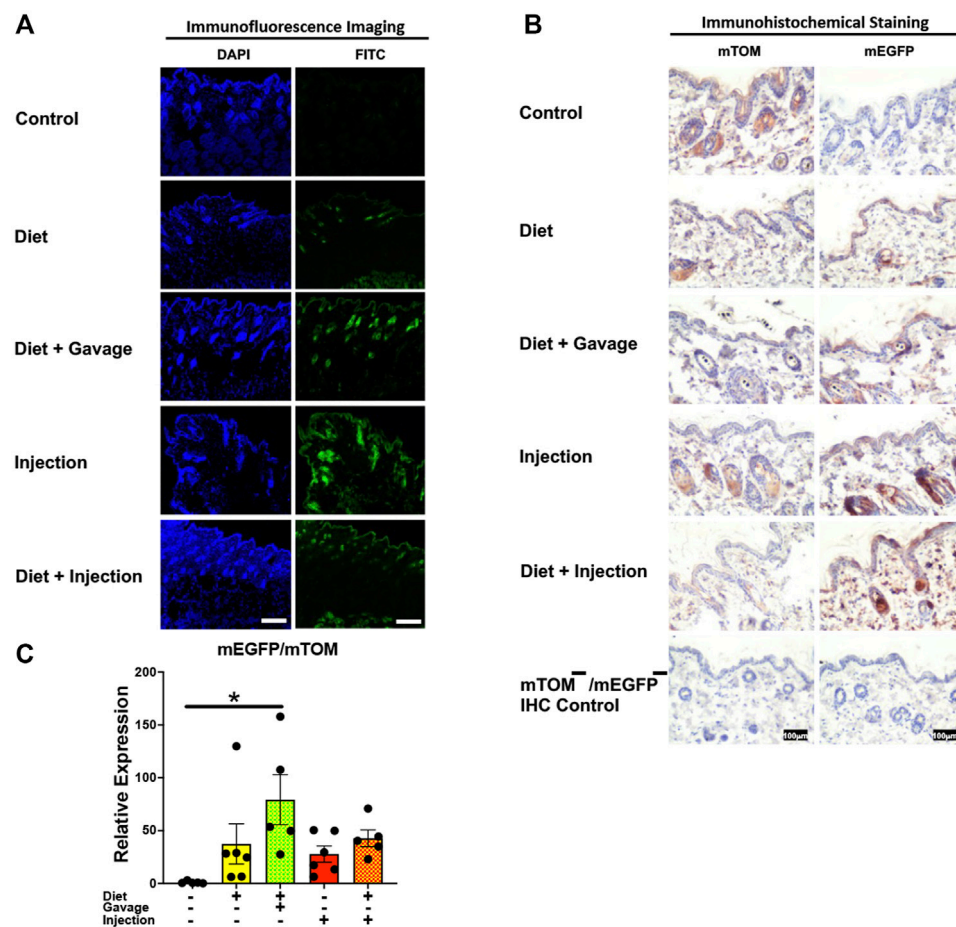 A
Immunofluorescence Imaging
DAPI FITC
Control
Diet
Diet + Gavage
Injection
Diet + Injection
B
Immunohistochemical Staining
mTOM mEGFP
Control
Diet
Diet + Gavage
Injection
Diet + Injection
mTOM⁻/mEGFP⁻
IHC Control
100µm 100µm
C
mEGFP/mTOM
Relative Expression
200
150
100
50
0
*
Diet - + + - +
Gavage - - + - -
Injection - - - + +